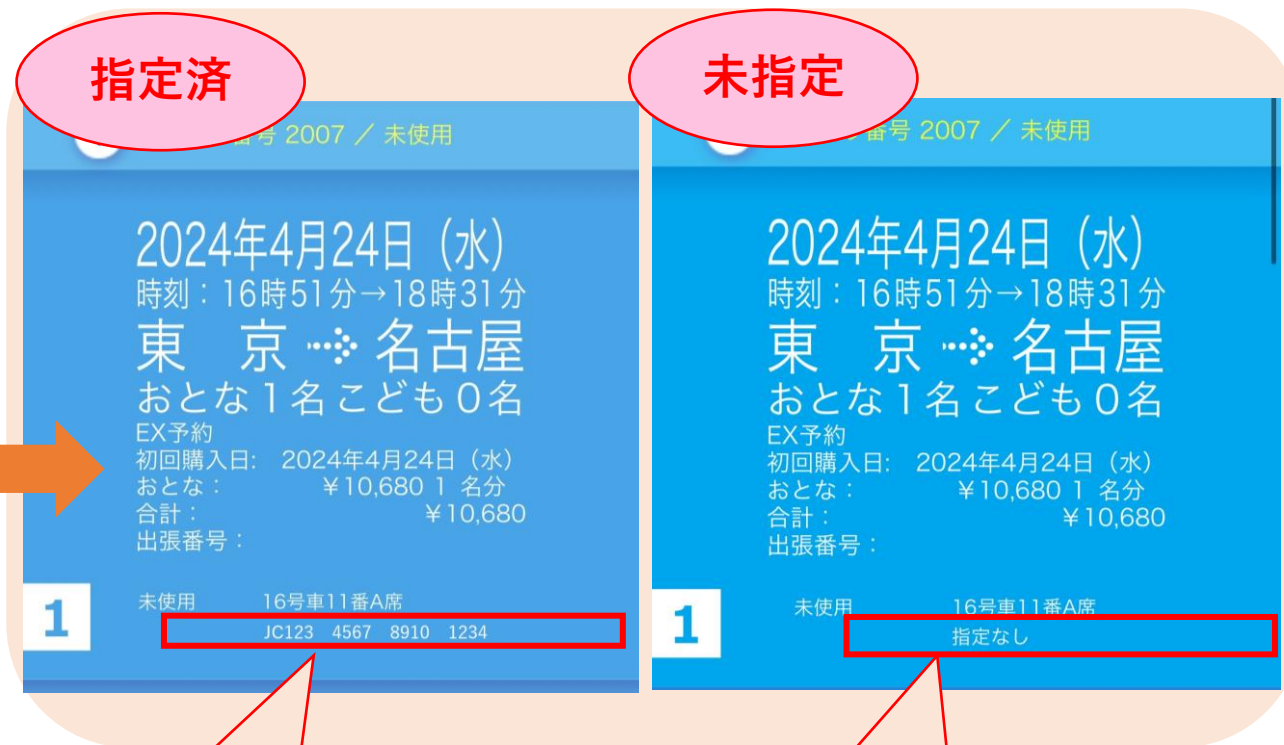 指定済
号 2007 / 未使用
2024年4月24日（水）
時刻：16時51分→18時31分
東　京 ➝ 名古屋
おとな1名こども0名
EX予約
初回購入日: 2024年4月24日（水）
おとな： ￥10,680 1 名分
合計： ￥10,680
出張番号：
1
未使用 16号車11番A席
JC123 4567 8910 1234
未指定
番号 2007 / 未使用
2024年4月24日（水）
時刻：16時51分→18時31分
東　京 ➝ 名古屋
おとな1名こども0名
EX予約
初回購入日: 2024年4月24日（水）
おとな： ￥10,680 1 名分
合計： ￥10,680
出張番号：
1
未使用 16号車11番A席
指定なし